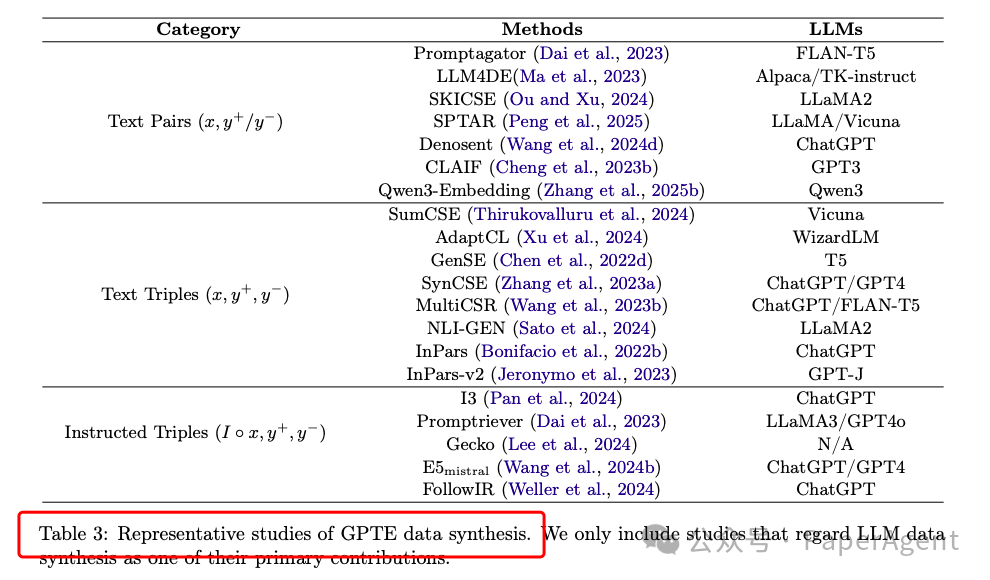 Category Methods LLMs
Promptagator (Dai et al., 2023) FLAN-T5
LLM4DE(Ma et al., 2023) Alpaca/TK-instruct
SKICSE (Ou and Xu, 2024) LLaMA2
Text Pairs (x, y⁺/y⁻) SPTAR (Peng et al., 2025) LLaMA/Vicuna
Denosent (Wang et al., 2024d) ChatGPT
CLAIF (Cheng et al., 2023b) GPT3
Qwen3-Embedding (Zhang et al., 2025b) Qwen3
SumCSE (Thirukovalluru et al., 2024) Vicuna
AdaptCL (Xu et al., 2024) WizardLM
GenSE (Chen et al., 2022d) T5
SynCSE (Zhang et al., 2023a) ChatGPT/GPT4
Text Triples (x, y⁺, y⁻) MultiCSR (Wang et al., 2023b) ChatGPT/FLAN-T5
NLI-GEN (Sato et al., 2024) LLaMA2
InPars (Bonifacio et al., 2022b) ChatGPT
InPars-v2 (Jeronymo et al., 2023) GPT-J
I3 (Pan et al., 2024) ChatGPT
Promptriever (Dai et al., 2023) LLaMA3/GPT4o
Instructed Triples (I ∘ x, y⁺, y⁻) Gecko (Lee et al., 2024) N/A
E5mistral (Wang et al., 2024b) ChatGPT/GPT4
FollowIR (Weller et al., 2024) ChatGPT
Table 3: Representative studies of GPTE data synthesis. We only include studies that regard LLM data
synthesis as one of their primary contributions.
公众号 · PaperAgent